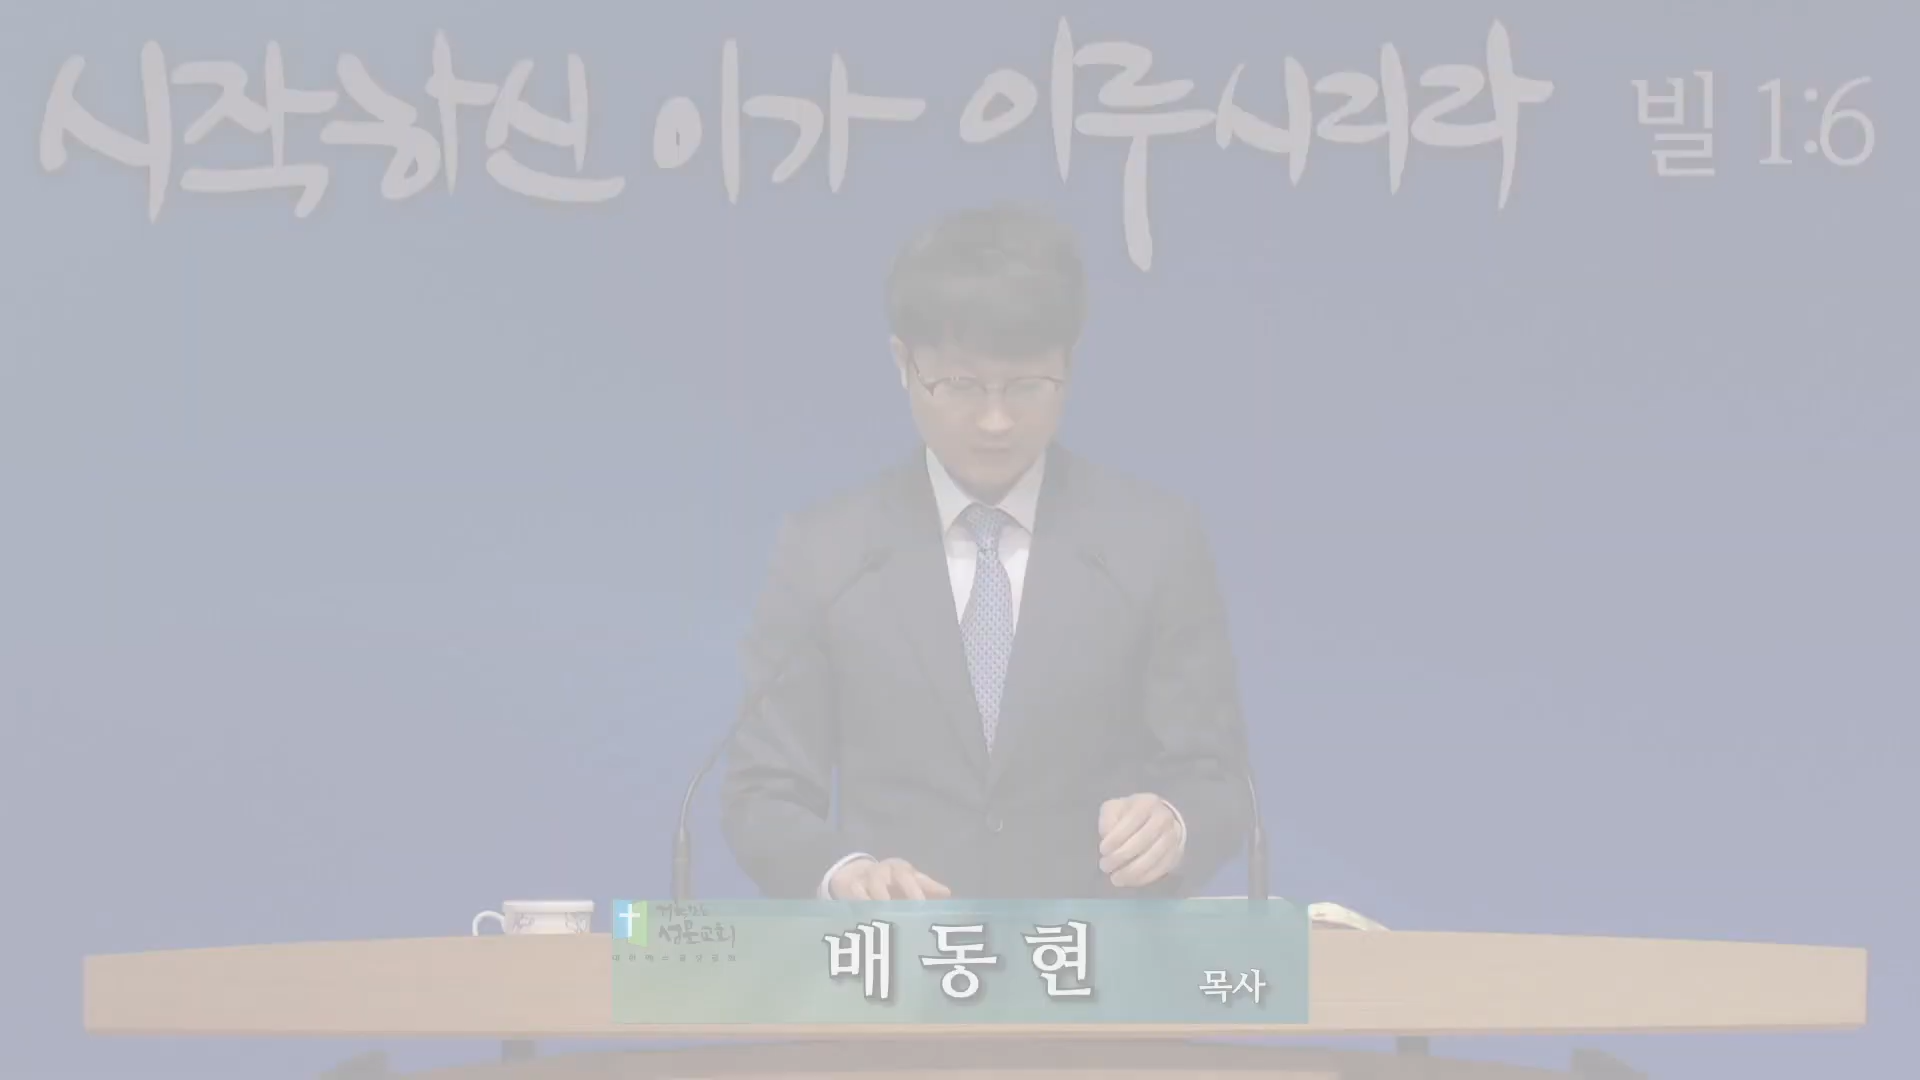 시작하신 이가 이루시리라 빌 1:6
성문교회
배동현 목사